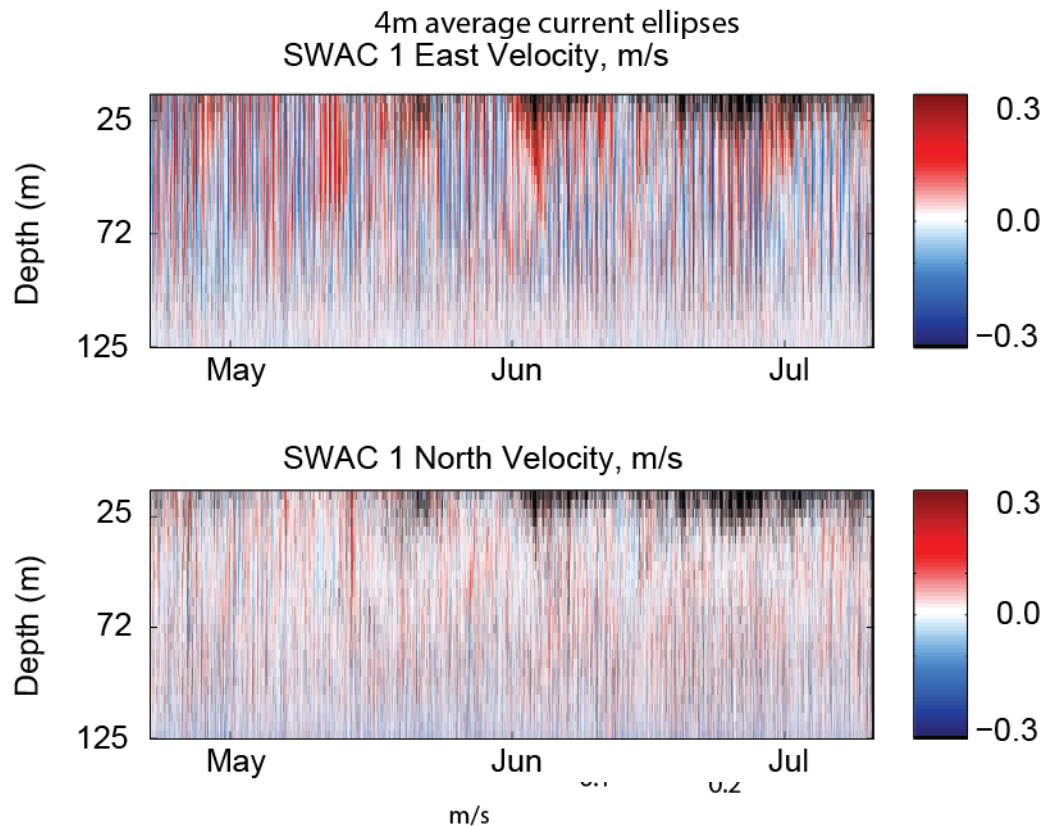 4m average current ellipses
SWAC 1 East Velocity, m/s
Depth (m)
25
72
125
May
Jun
Jul
0.3
0.0
−0.3
SWAC 1 North Velocity, m/s
Depth (m)
25
72
125
May
Jun
Jul
0.3
0.0
−0.3
0.2
m/s